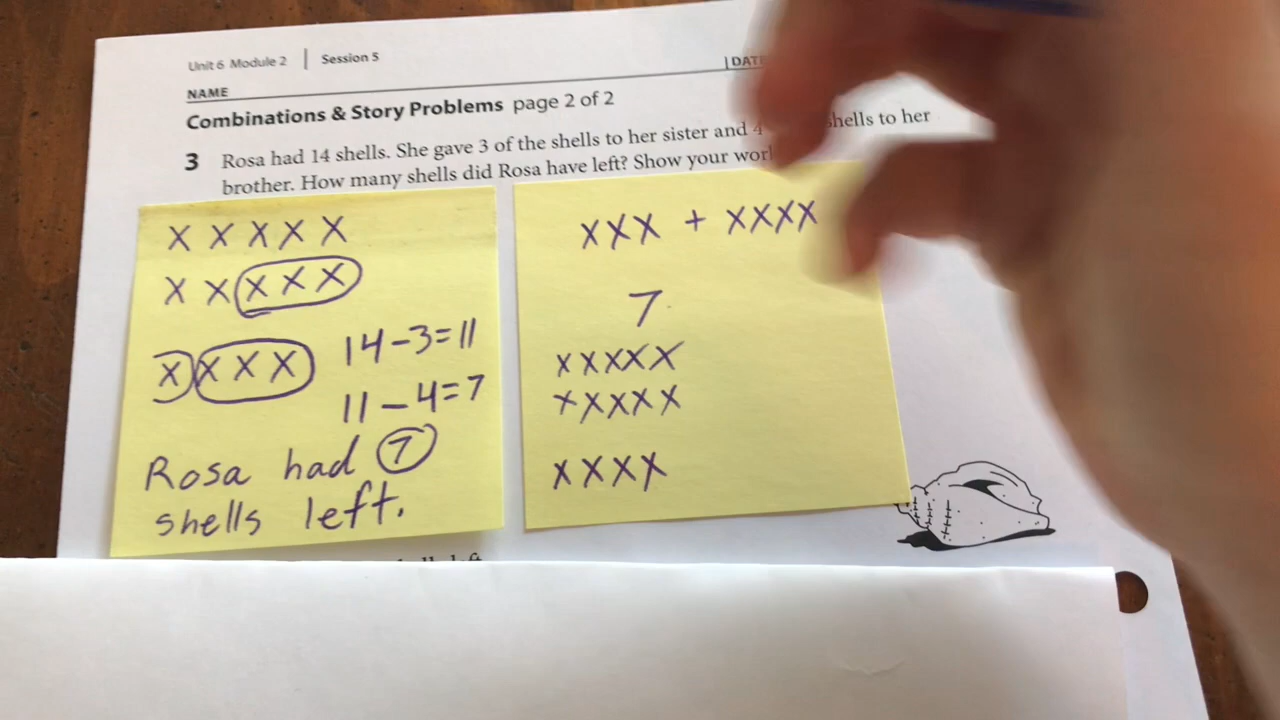 Unit 6 Module 2 | Session 5
NAME
| DATE
Combinations & Story Problems page 2 of 2
3 Rosa had 14 shells. She gave 3 of the shells to her sister and 4 shells to her
brother. How many shells did Rosa have left? Show your
X X X X X
X X X X X
X X X X
14-3=11
11-4=7
Rosa had 7
shells left.
XXX + XXXX
7
XXXXX
XXXXX
XXXX